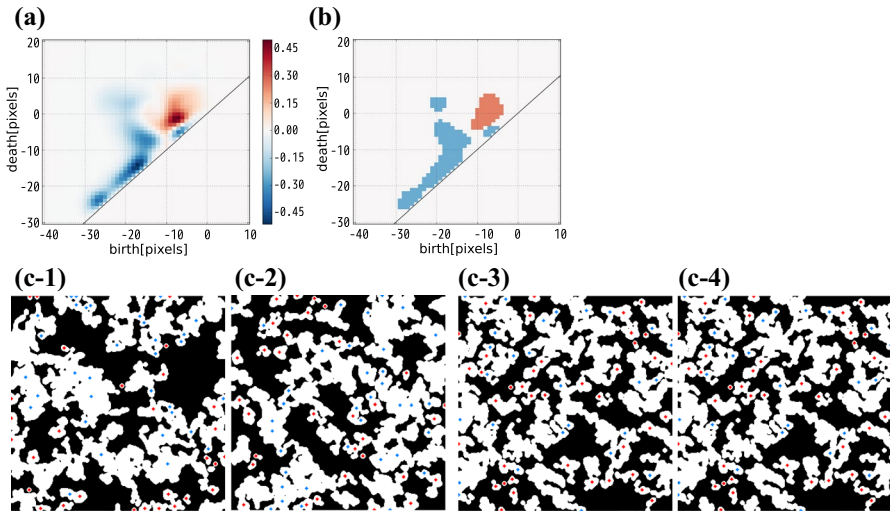 (a)
(b)
20
10
0
-10
-20
-30
death[pixels]
-40 -30 -20 -10 0 10
birth[pixels]
0.45
0.30
0.15
0.00
-0.15
-0.30
-0.45
20
10
0
-10
-20
-30
death[pixels]
-40 -30 -20 -10 0 10
birth[pixels]
(c-1)
(c-2)
(c-3)
(c-4)